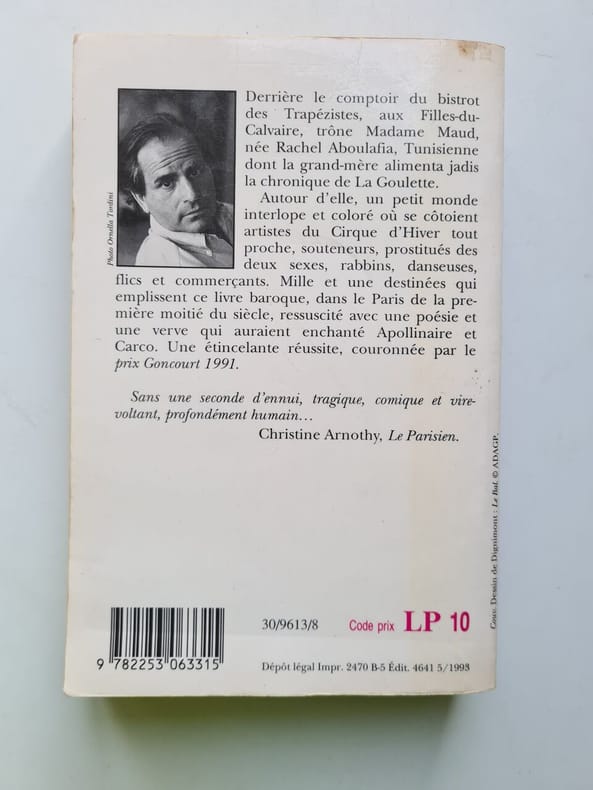 Derrière le comptoir du bistrot
des Trapézistes, aux Filles-du-
Calvaire, trône Madame Maud,
née Rachel Aboulafia, Tunisienne
dont la grand-mère alimenta jadis
la chronique de La Goulette.
Autour d'elle, un petit monde
interlope et coloré où se côtoient
artistes du Cirque d'Hiver tout
proche, souteneurs, prostitués des
deux sexes, rabbins, danseuses,
flics et commerçants. Mille et une destinées qui
emplissent ce livre baroque, dans le Paris de la pre-
mière moitié du siècle, ressuscité avec une poésie et
une verve qui auraient enchanté Apollinaire et
Carco. Une étincelante réussite, couronnée par le
prix Goncourt 1991.
Sans une seconde d'ennui, tragique, comique et vire-
voltant, profondément humain...
Christine Arnothy, Le Parisien.
Photo Ornella Tordini
Couv. Dessin de Dignimont : Le Bal. © ADAGP.
30/9613/8
Code prix LP 10
9 782253 063315
Dépôt légal Impr. 2470 B-5 Édit. 4641 5/1993